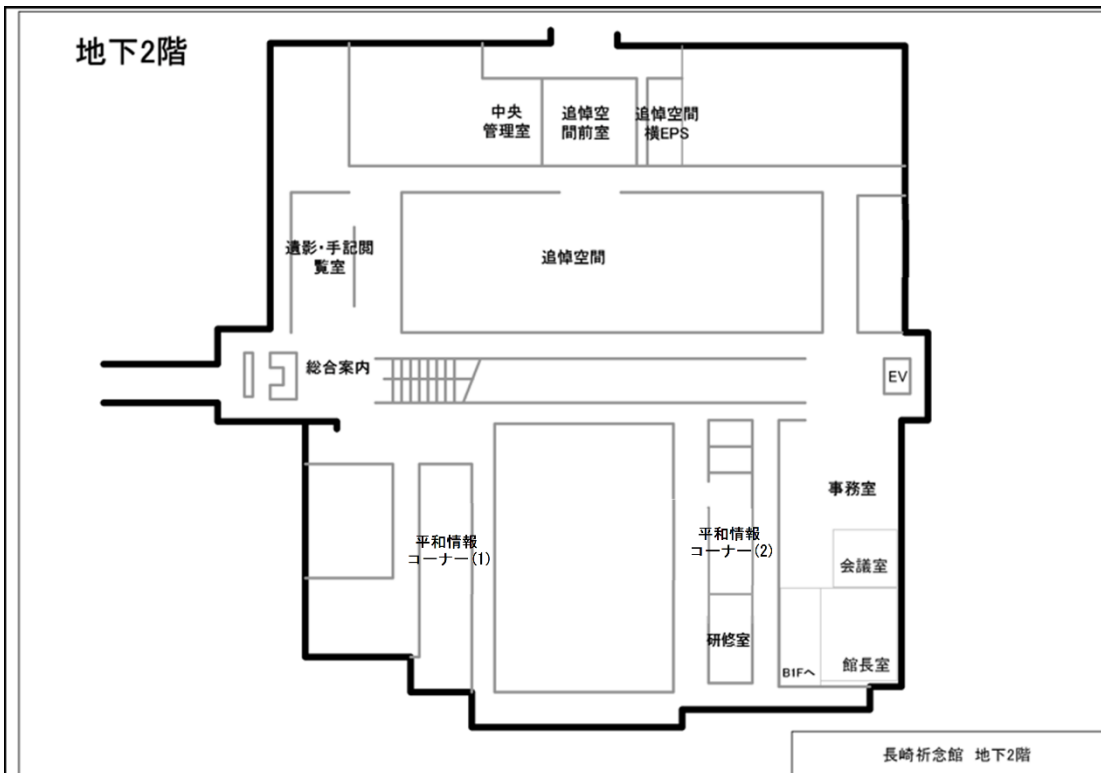 地下2階
中央
管理室
追悼空
間前室
追悼空間
横EPS
遺影・手記閲
覧室
追悼空間
総合案内
EV
事務室
平和情報
コーナー(1)
平和情報
コーナー(2)
会議室
研修室
B1Fへ
館長室
長崎祈念館 地下2階